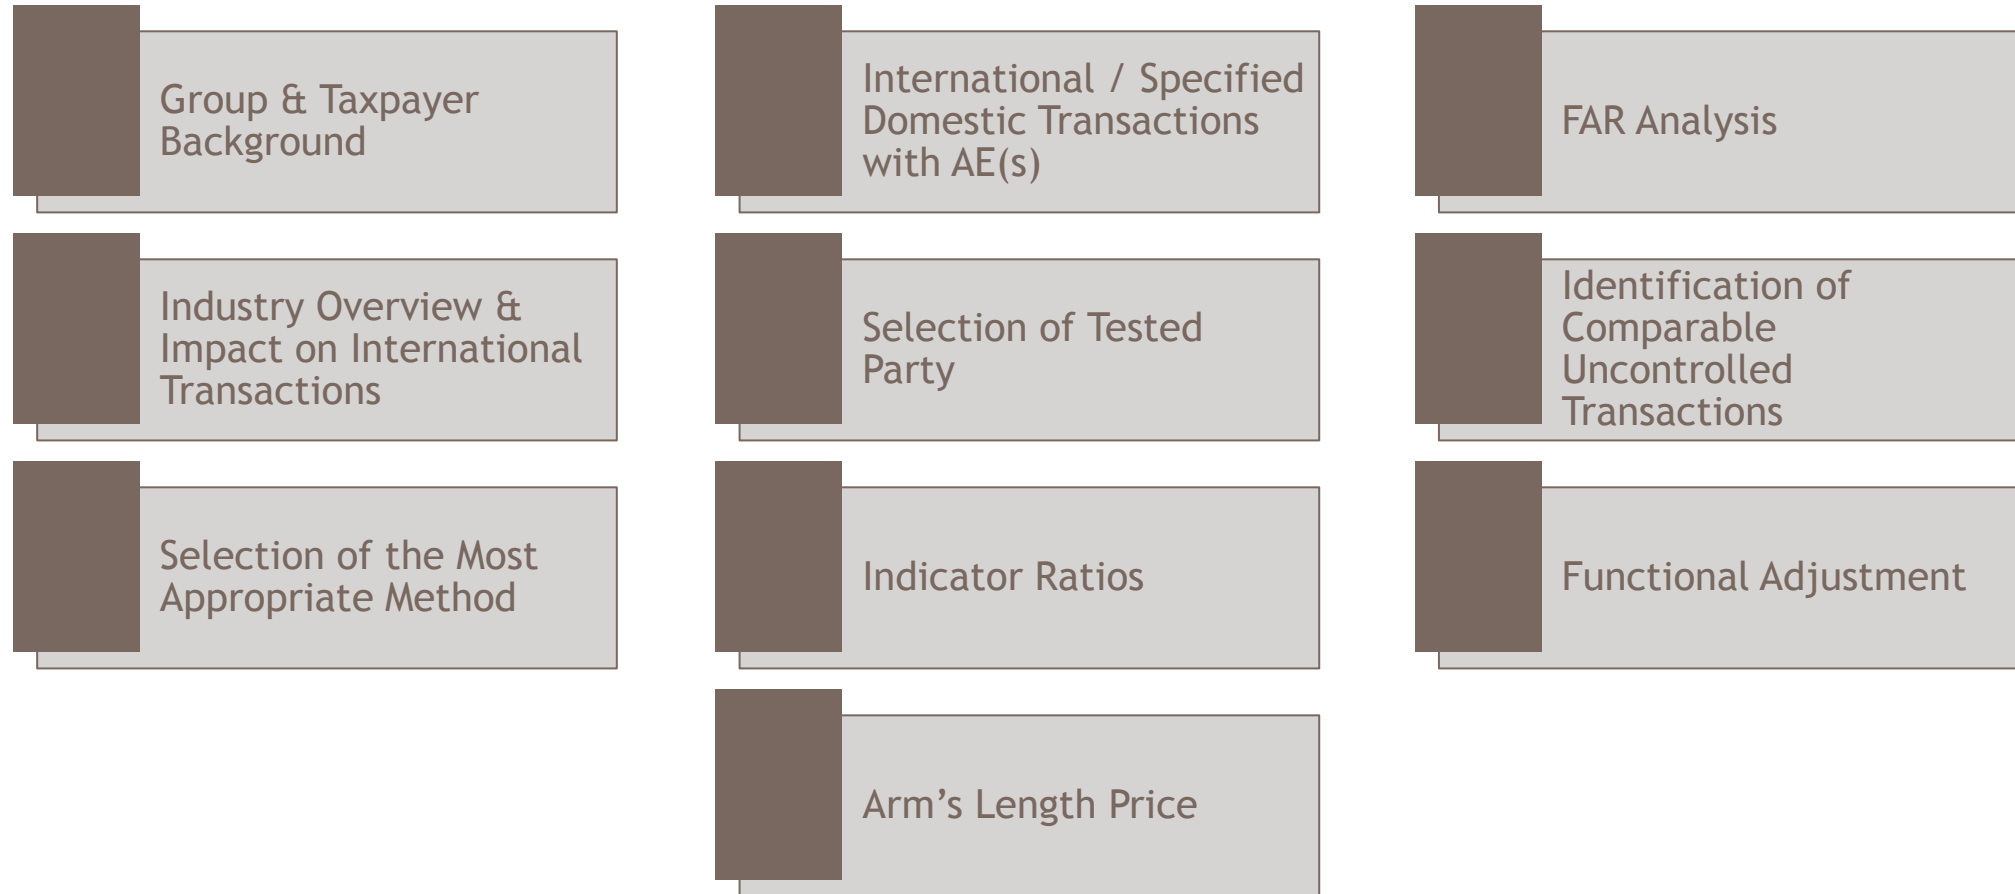 Group & Taxpayer
Background
International / Specified
Domestic Transactions
with AE(s)
FAR Analysis
Industry Overview &
Impact on International
Transactions
Selection of Tested
Party
Identification of
Comparable
Uncontrolled
Transactions
Selection of the Most
Appropriate Method
Indicator Ratios
Functional Adjustment
Arm’s Length Price